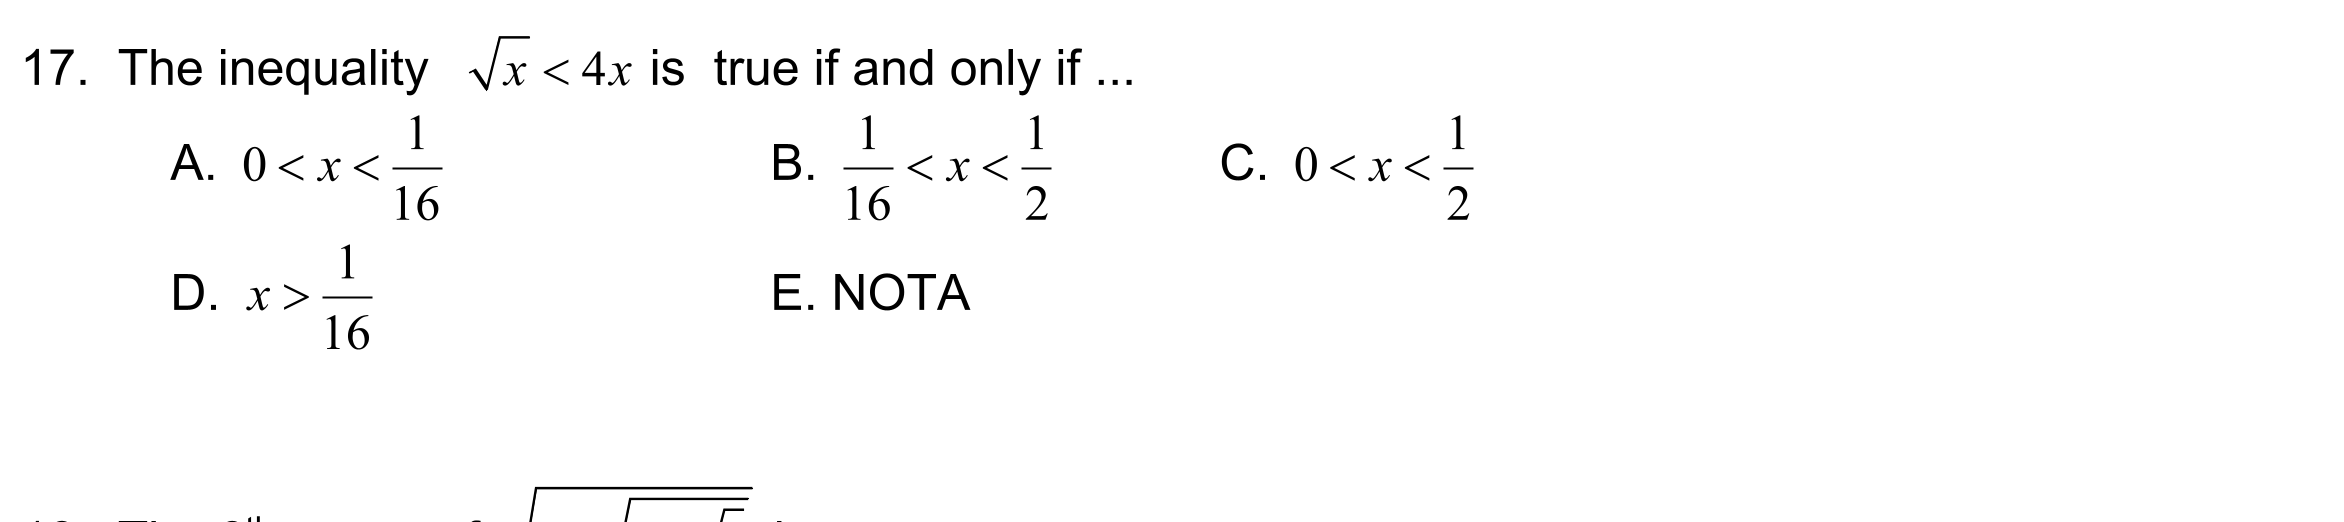 17. The inequality √x < 4x is true if and only if ...
A. 0 < x < 1/16 B. 1/16 < x < 1/2 C. 0 < x < 1/2
D. x > 1/16 E. NOTA